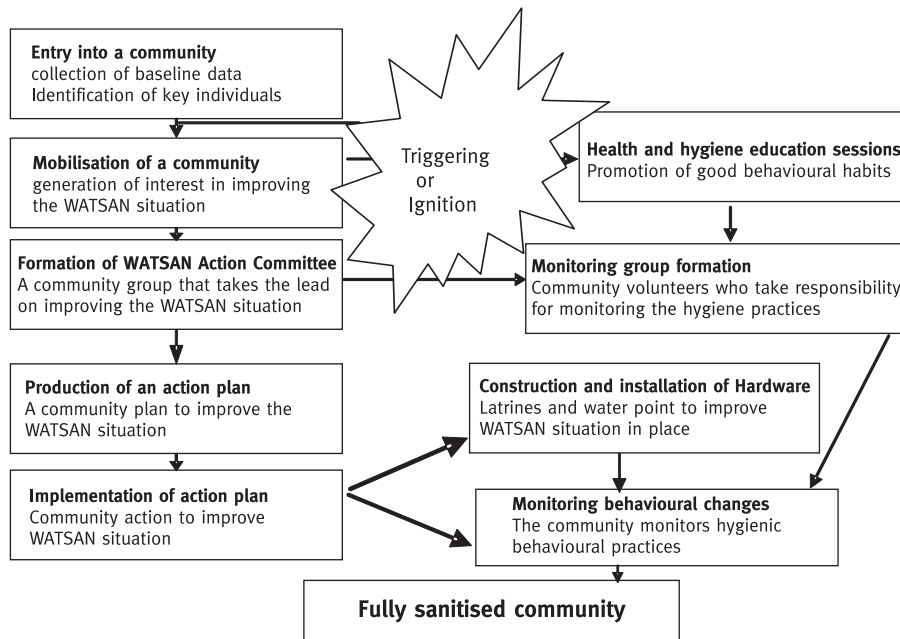 Entry into a community
collection of baseline data
Identification of key individuals
Mobilisation of a community
generation of interest in improving
the WATSAN situation
Triggering
or
Ignition
Health and hygiene education sessions
Promotion of good behavioural habits
Formation of WATSAN Action Committee
A community group that takes the lead
on improving the WATSAN situation
Monitoring group formation
Community volunteers who take responsibility
for monitoring the hygiene practices
Production of an action plan
A community plan to improve the
WATSAN situation
Construction and installation of Hardware
Latrines and water point to improve
WATSAN situation in place
Implementation of action plan
Community action to improve
WATSAN situation
Monitoring behavioural changes
The community monitors hygienic
behavioural practices
Fully sanitised community